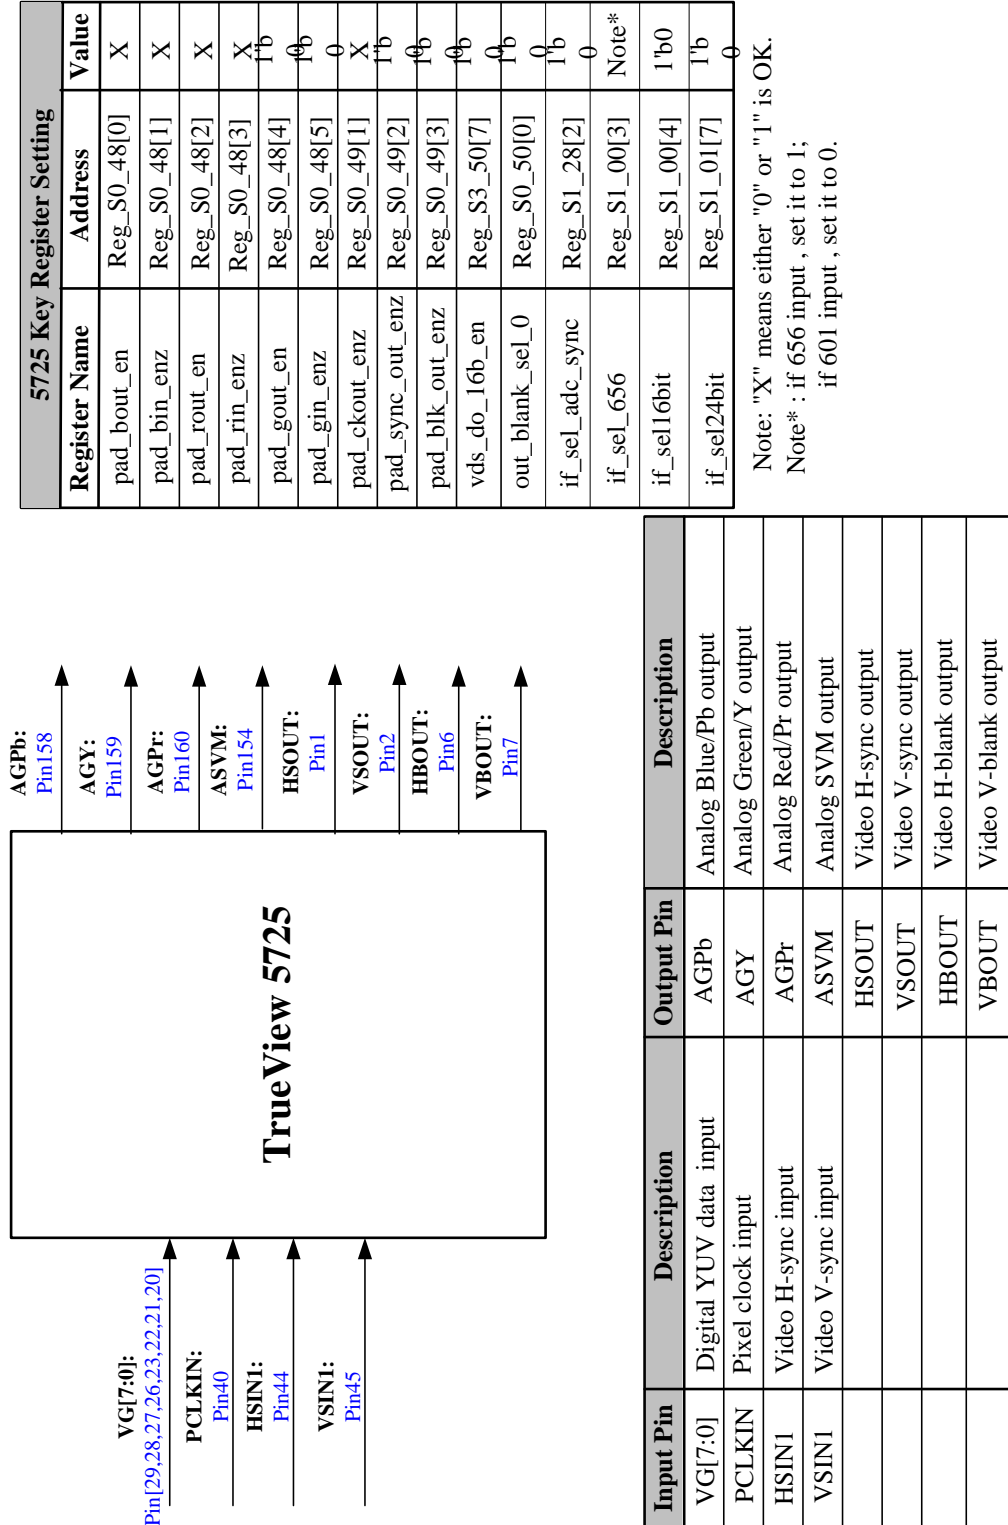 VG[7:0]:
Pin[29,28,27,26,23,22,21,20]
PCLKIN:
Pin40
HSIN1:
Pin44
VSIN1:
Pin45
TrueView 5725
AGPb:
Pin158
AGY:
Pin159
AGPr:
Pin160
ASVM:
Pin154
HSOUT:
Pin1
VSOUT:
Pin2
HBOUT:
Pin6
VBOUT:
Pin7
5725 Key Register Setting
Register Name Address Value
pad_bout_en Reg_S0_48[0] X
pad_bin_enz Reg_S0_48[1] X
pad_rout_en Reg_S0_48[2] X
pad_rin_enz Reg_S0_48[3] X
pad_gout_en Reg_S0_48[4] 1'b0
pad_gin_enz Reg_S0_48[5] 1'b0
pad_ckout_enz Reg_S0_49[1] X
pad_sync_out_enz Reg_S0_49[2] 1'b0
pad_blk_out_enz Reg_S0_49[3] 1'b0
vds_do_16b_en Reg_S3_50[7] 1'b0
out_blank_sel_0 Reg_S0_50[0] 1'b0
if_sel_adc_sync Reg_S1_28[2] 1'b0
if_sel_656 Reg_S1_00[3] Note*
if_sel16bit Reg_S1_00[4] 1'b0
if_sel24bit Reg_S1_01[7] 1'b0
Note: "X" means either "0" or "1" is OK.
Note* : if 656 input , set it to 1;
if 601 input , set it to 0.
Input Pin Description Output Pin Description
VG[7:0] Digital YUV data input AGPb Analog Blue/Pb output
PCLKIN Pixel clock input AGY Analog Green/Y output
HSIN1 Video H-sync input AGPr Analog Red/Pr output
VSIN1 Video V-sync input ASVM Analog SVM output
HSOUT Video H-sync output
VSOUT Video V-sync output
HBOUT Video H-blank output
VBOUT Video V-blank output